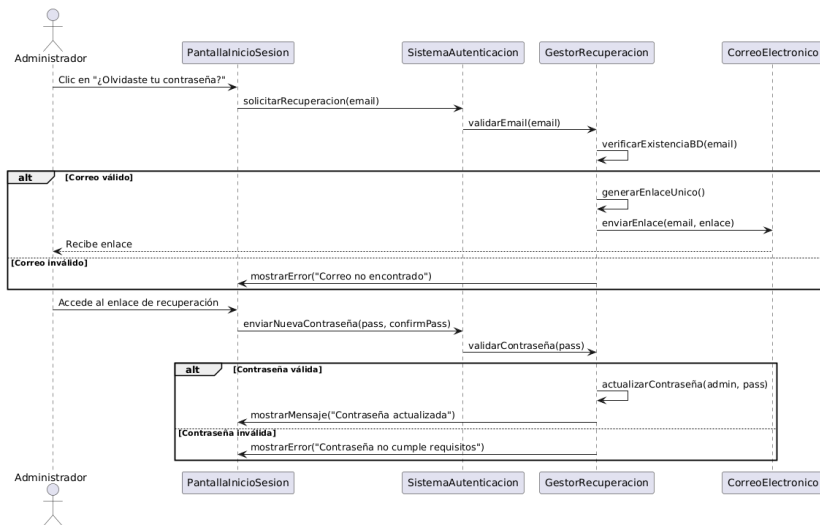 Administrador
PantallaInicioSesion
SistemaAutenticacion
GestorRecuperacion
CorreoElectronico
Clic en "¿Olvidaste tu contraseña?"
solicitarRecuperacion(email)
validarEmail(email)
verificarExistenciaBD(email)
alt
[Correo válido]
generarEnlaceUnico()
enviarEnlace(email, enlace)
Recibe enlace
[Correo inválido]
mostrarError("Correo no encontrado")
Accede al enlace de recuperación
enviarNuevaContraseña(pass, confirmPass)
validarContraseña(pass)
alt
[Contraseña válida]
actualizarContraseña(admin, pass)
mostrarMensaje("Contraseña actualizada")
[Contraseña inválida]
mostrarError("Contraseña no cumple requisitos")
Administrador
PantallaInicioSesion
SistemaAutenticacion
GestorRecuperacion
CorreoElectronico